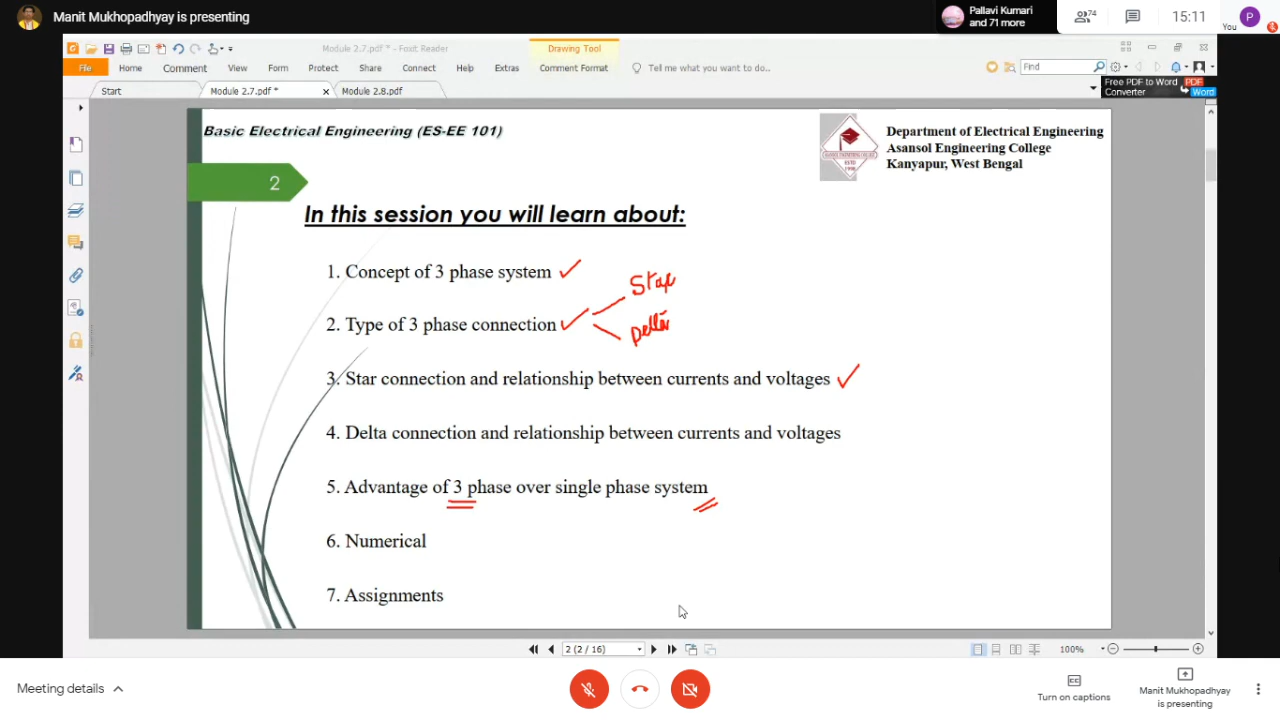 Manit Mukhopadhyay is presenting
Pallavi Kumari
and 71 more
74
15:11
You
P
Module 2.7.pdf * - Foxit Reader
Drawing Tool
File
Home
Comment
View
Form
Protect
Share
Connect
Help
Extras
Comment Format
Tell me what you want to do..
Find
Start
Module 2.7.pdf *
Module 2.8.pdf
Free PDF to Word
Converter
PDF
Word
Basic Electrical Engineering (ES-EE 101)
Department of Electrical Engineering
Asansol Engineering College
Kanyapur, West Bengal
2
In this session you will learn about:
1. Concept of 3 phase system
Star
2. Type of 3 phase connection
Delta
3. Star connection and relationship between currents and voltages
4. Delta connection and relationship between currents and voltages
5. Advantage of 3 phase over single phase system
6. Numerical
7. Assignments
2 (2 / 16)
100%
Meeting details
Turn on captions
Manit Mukhopadhyay
is presenting